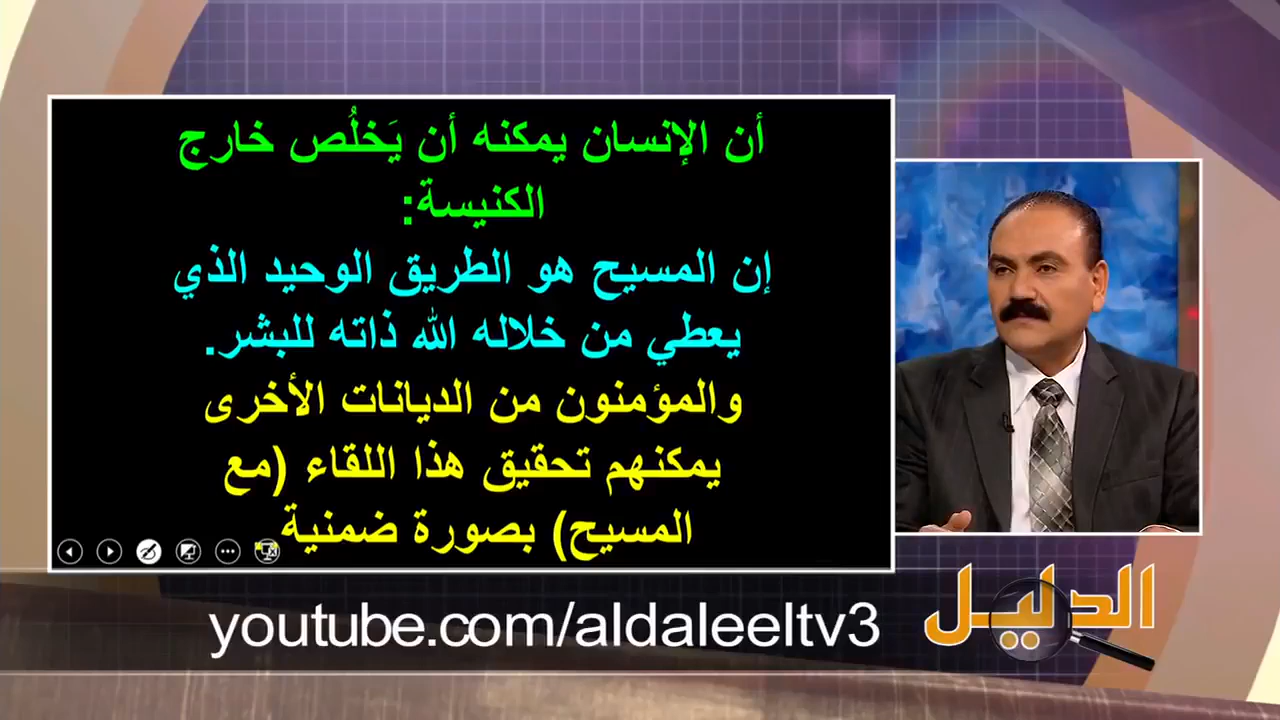 أن الإنسان يمكنه أن يَخلُص خارج
الكنيسة:
إن المسيح هو الطريق الوحيد الذي
يعطي من خلاله الله ذاته للبشر.
والمؤمنون من الديانات الأخرى
يمكنهم تحقيق هذا اللقاء (مع
المسيح) بصورة ضمنية
youtube.com/aldaleeltv3
الدليل